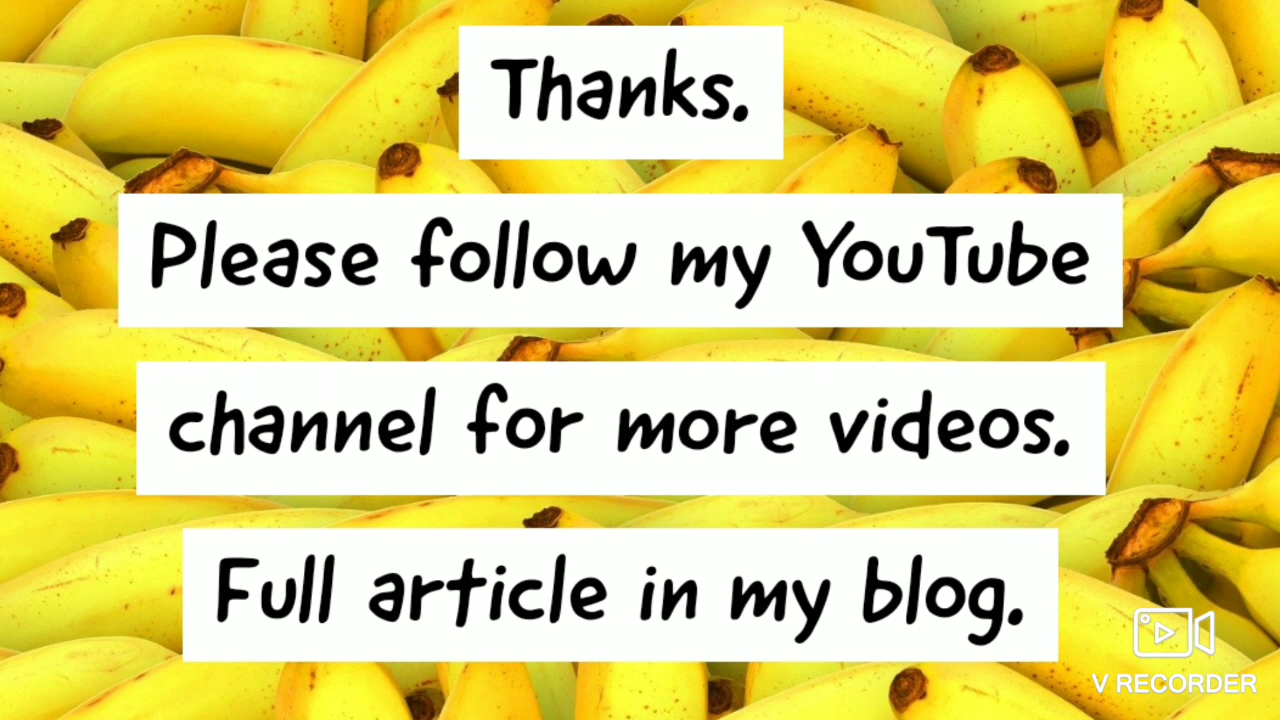 Thanks.
Please follow my YouTube
channel for more videos.
Full article in my blog.
V RECORDER